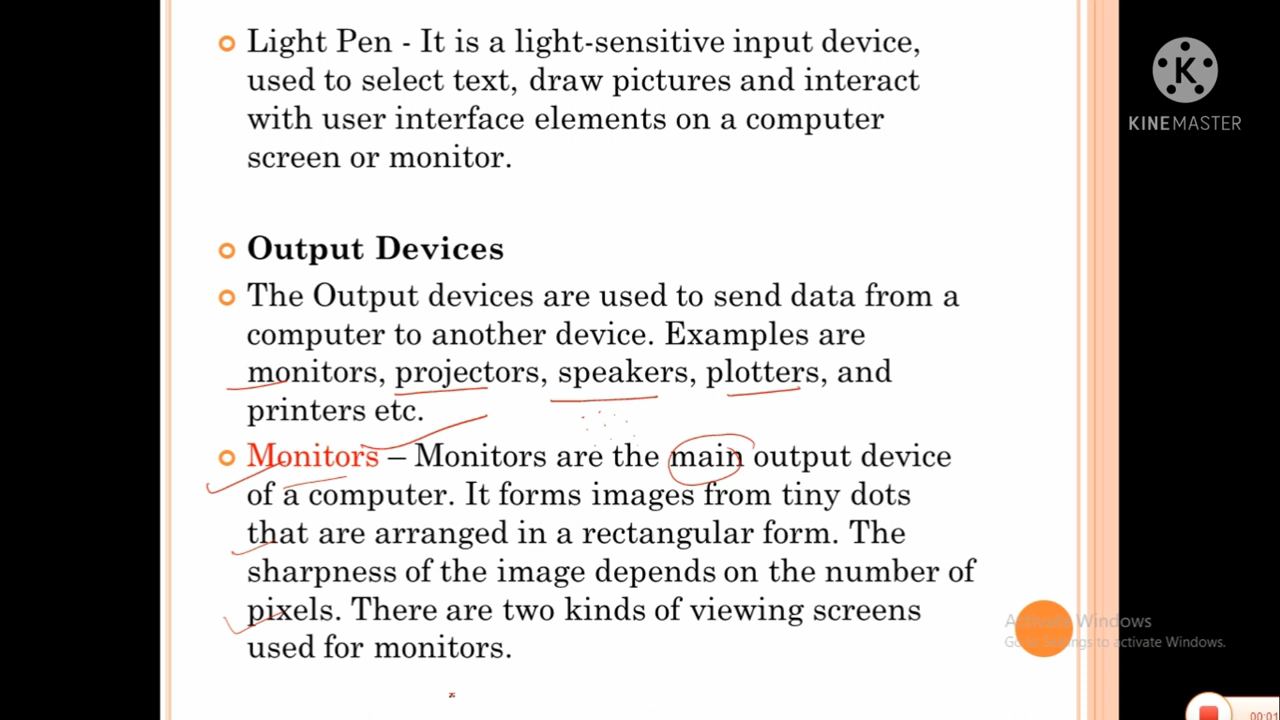 Light Pen - It is a light-sensitive input device,
used to select text, draw pictures and interact
with user interface elements on a computer
screen or monitor.
Output Devices
The Output devices are used to send data from a
computer to another device. Examples are
monitors, projectors, speakers, plotters, and
printers etc.
Monitors – Monitors are the main output device
of a computer. It forms images from tiny dots
that are arranged in a rectangular form. The
sharpness of the image depends on the number of
pixels. There are two kinds of viewing screens
used for monitors.
K
KINEMASTER
Activate Windows
Go to Settings to activate Windows.
00:01